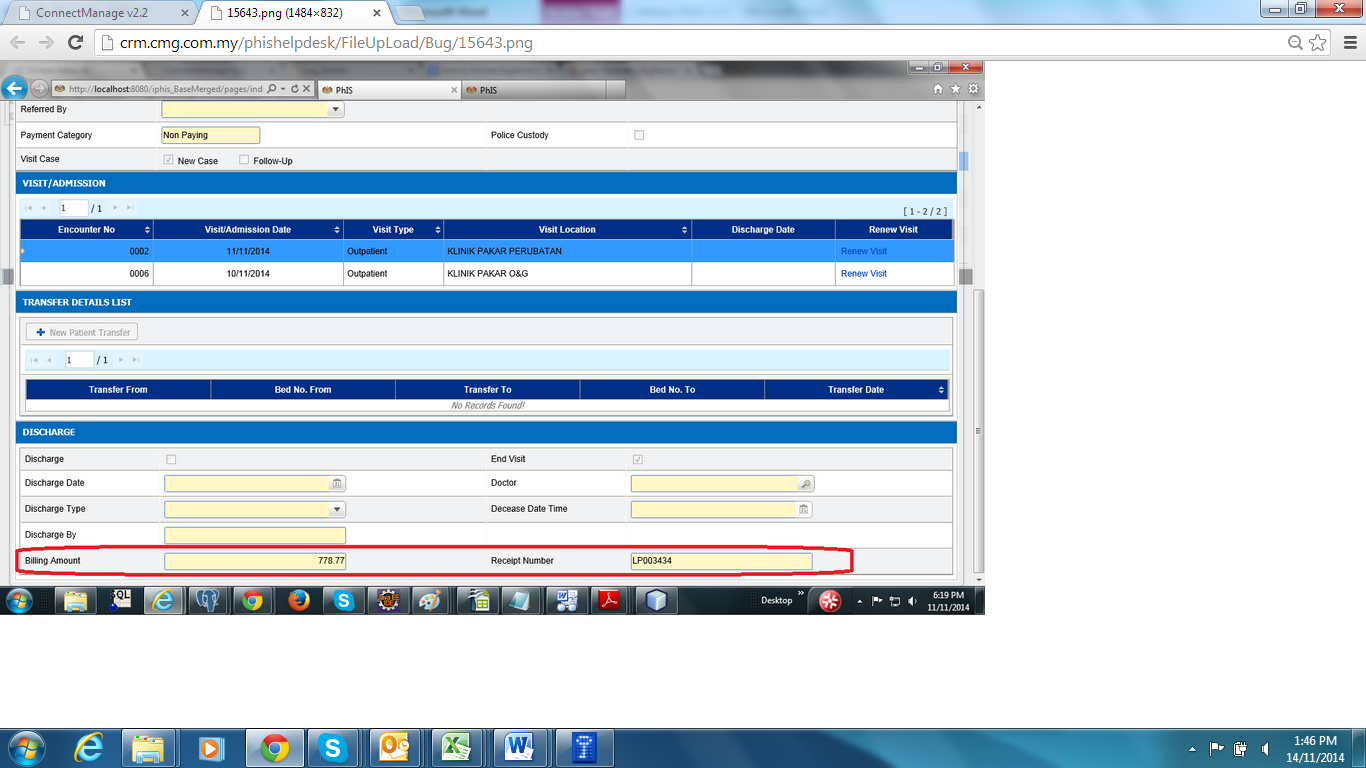 ConnectManage v2.2
15643.png (1484×832)
crm.cmg.com.my/phishelpdesk/FileUpLoad/Bug/15643.png
http://localhost:8080/iphis_BaseMerged/pages/ind
PhIS
PhIS
Referred By
Payment Category Non Paying Police Custody
Visit Case New Case Follow-Up
VISIT/ADMISSION
1 / 1
[ 1 - 2 / 2 ]
Encounter No Visit/Admission Date Visit Type Visit Location Discharge Date Renew Visit
0002 11/11/2014 Outpatient KLINIK PAKAR PERUBATAN Renew Visit
0006 10/11/2014 Outpatient KLINIK PAKAR O&G Renew Visit
TRANSFER DETAILS LIST
New Patient Transfer
1 / 1
Transfer From Bed No. From Transfer To Bed No. To Transfer Date
No Records Found!
DISCHARGE
Discharge End Visit
Discharge Date Doctor
Discharge Type Decease Date Time
Discharge By
Billing Amount 778.77 Receipt Number LP003434
SQL
Desktop
6:19 PM
11/11/2014
1:46 PM
14/11/2014